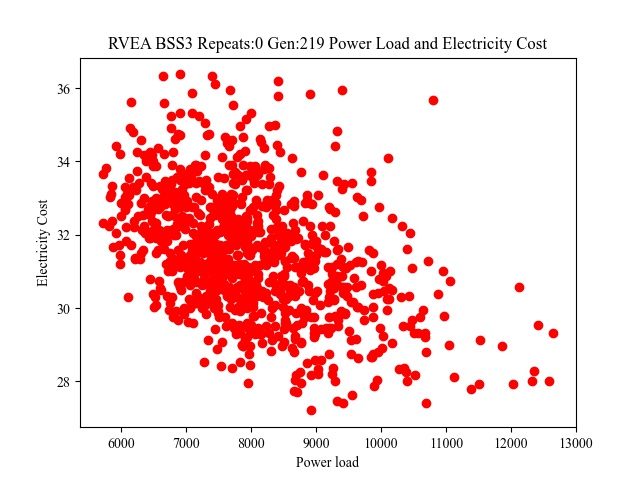 RVEA BSS3 Repeats:0 Gen:219 Power Load and Electricity Cost
36
34
32
30
28
Electricity Cost
6000 7000 8000 9000 10000 11000 12000 13000
Power load